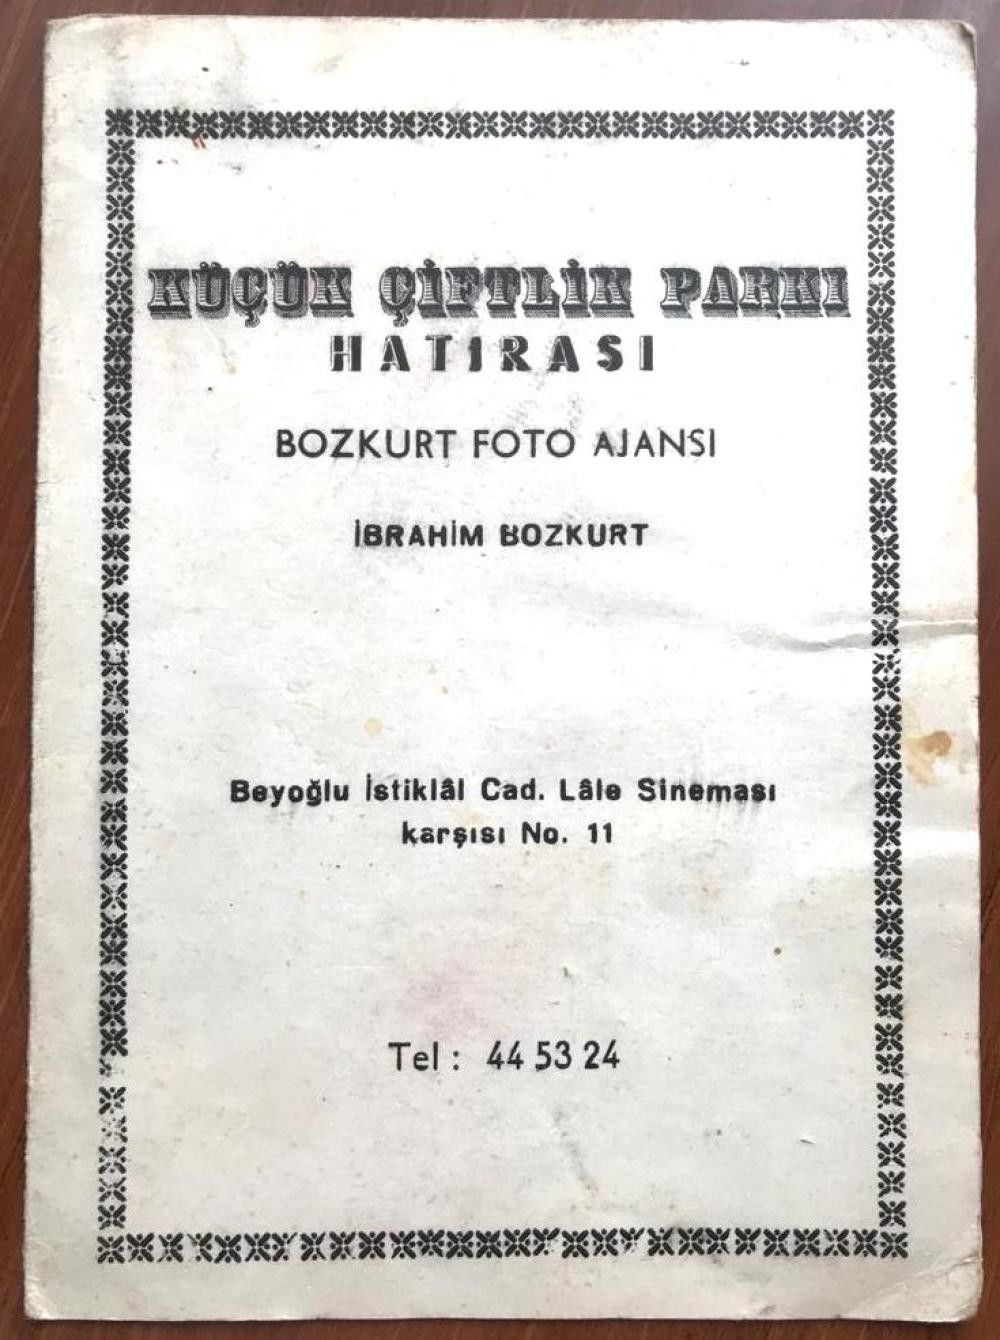 KÜÇÜK ÇİFTLİK PARKI
HATIRASI
BOZKURT FOTO AJANSI
İBRAHİM BOZKURT
Beyoğlu İstiklâl Cad. Lâle Sineması
karşısı No. 11
Tel : 44 53 24